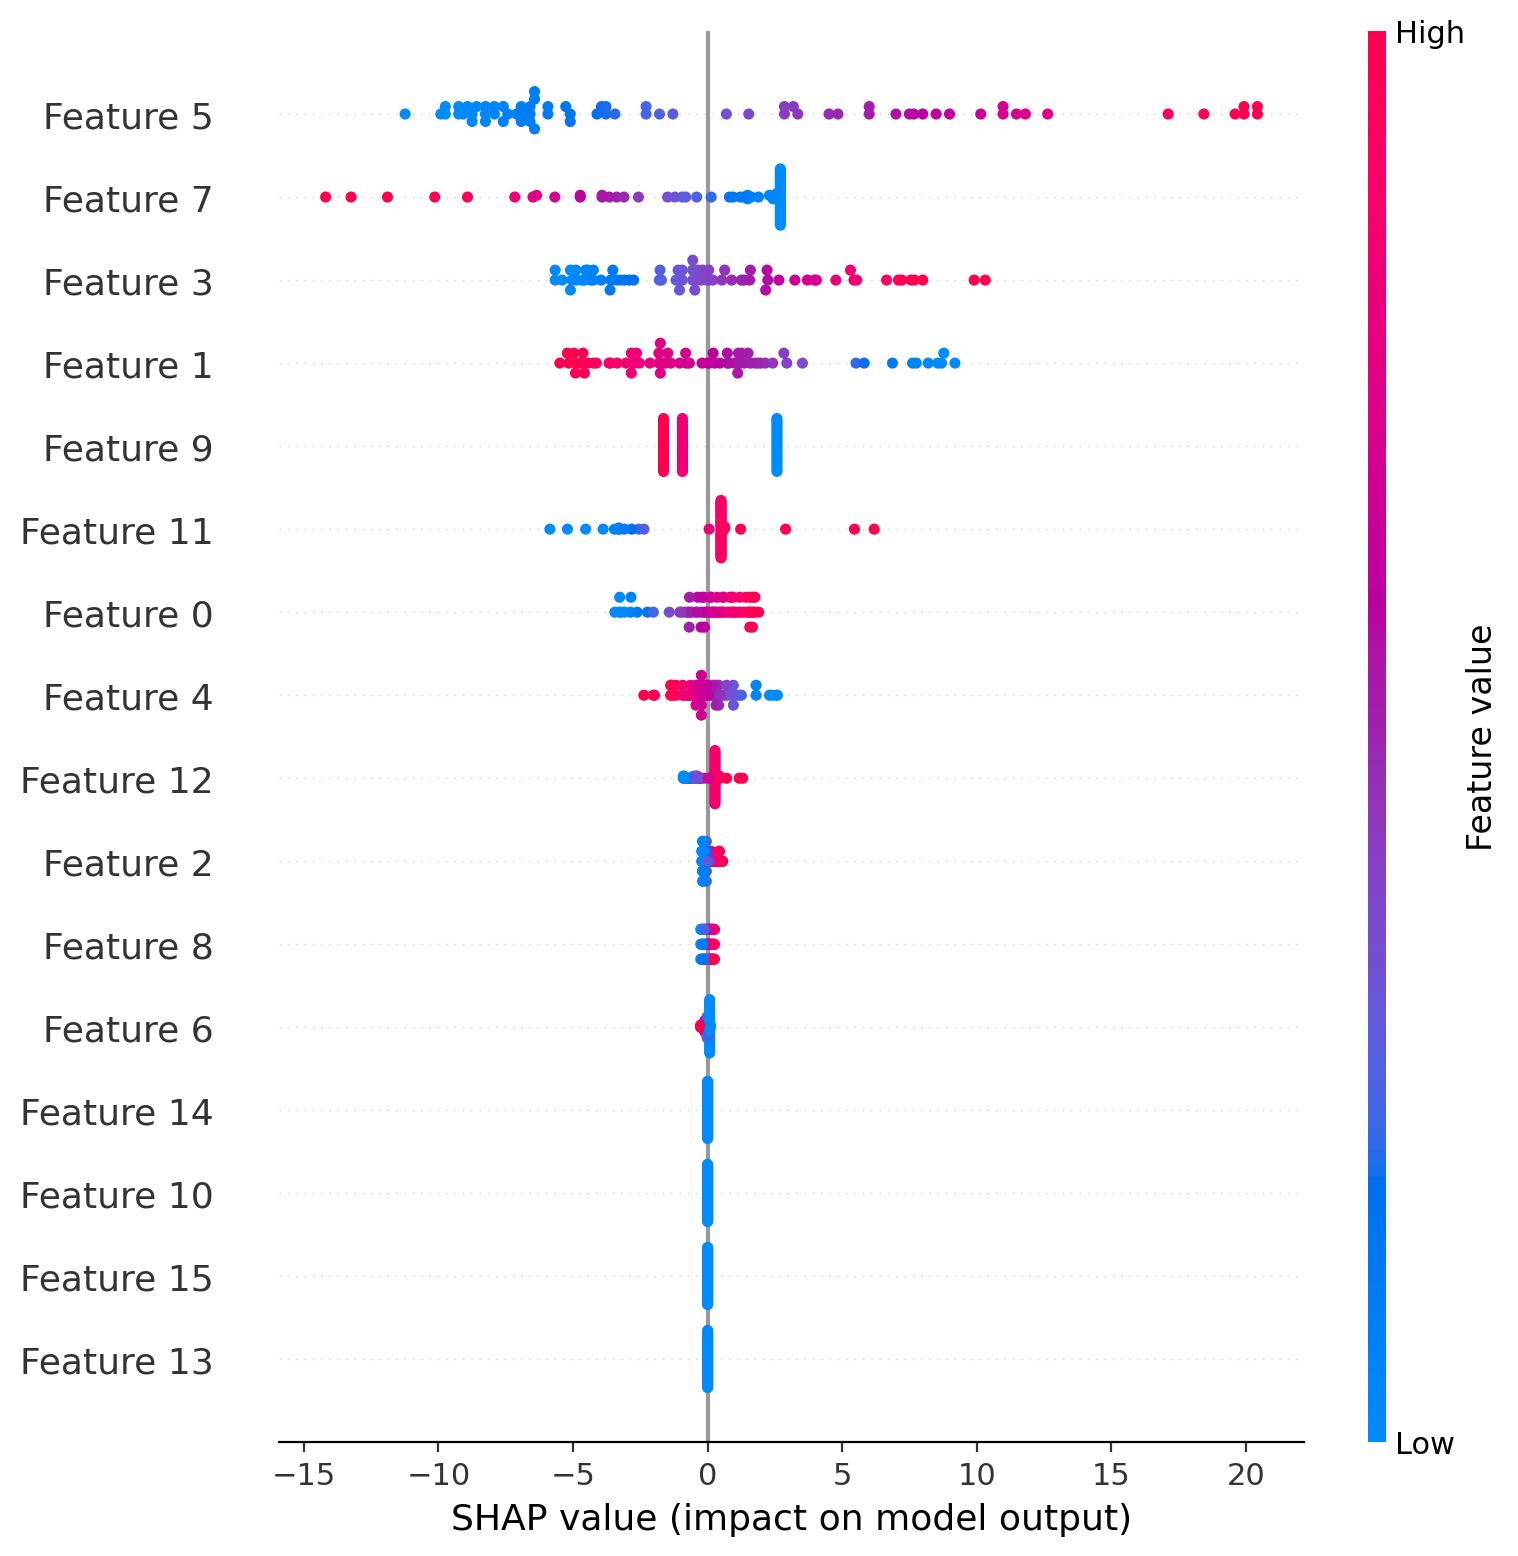 High
Feature 5
Feature 7
Feature 3
Feature 1
Feature 9
Feature 11
Feature 0
Feature 4
Feature 12
Feature 2
Feature 8
Feature 6
Feature 14
Feature 10
Feature 15
Feature 13
Feature value
Low
−15 −10 −5 0 5 10 15 20
SHAP value (impact on model output)